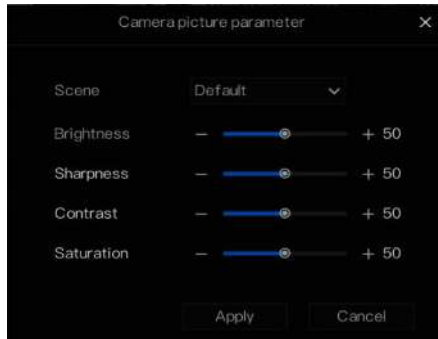 Camera picture parameter
Scene Default
Brightness − + 50
Sharpness − + 50
Contrast − + 50
Saturation − + 50
Apply Cancel